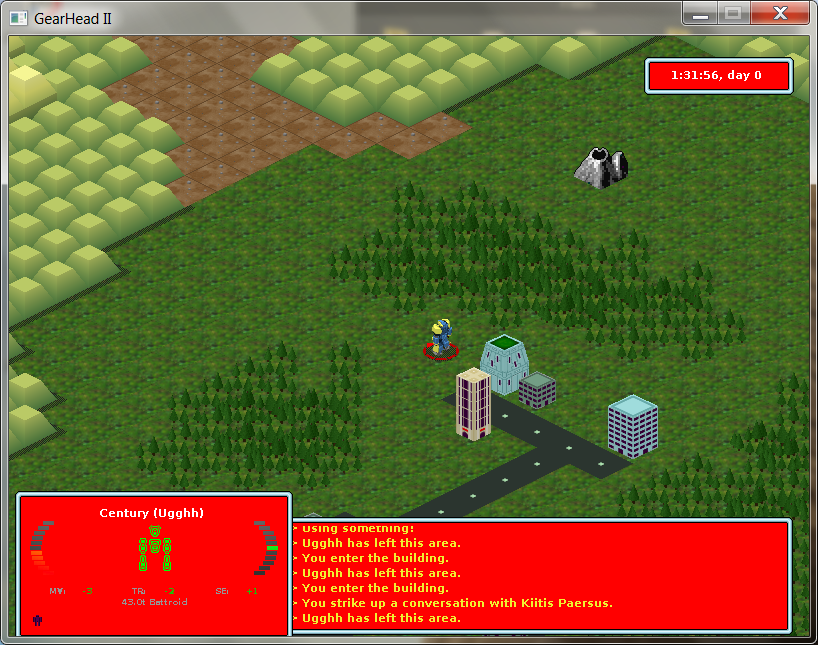 GearHead II
1:31:56, day 0
Century (Ugghh)
MV: -3 TR: -2 SE: +1
43.0t Battroid
> Using something:
> Ugghh has left this area.
> You enter the building.
> Ugghh has left this area.
> You enter the building.
> You strike up a conversation with Kiitis Paersus.
> Ugghh has left this area.